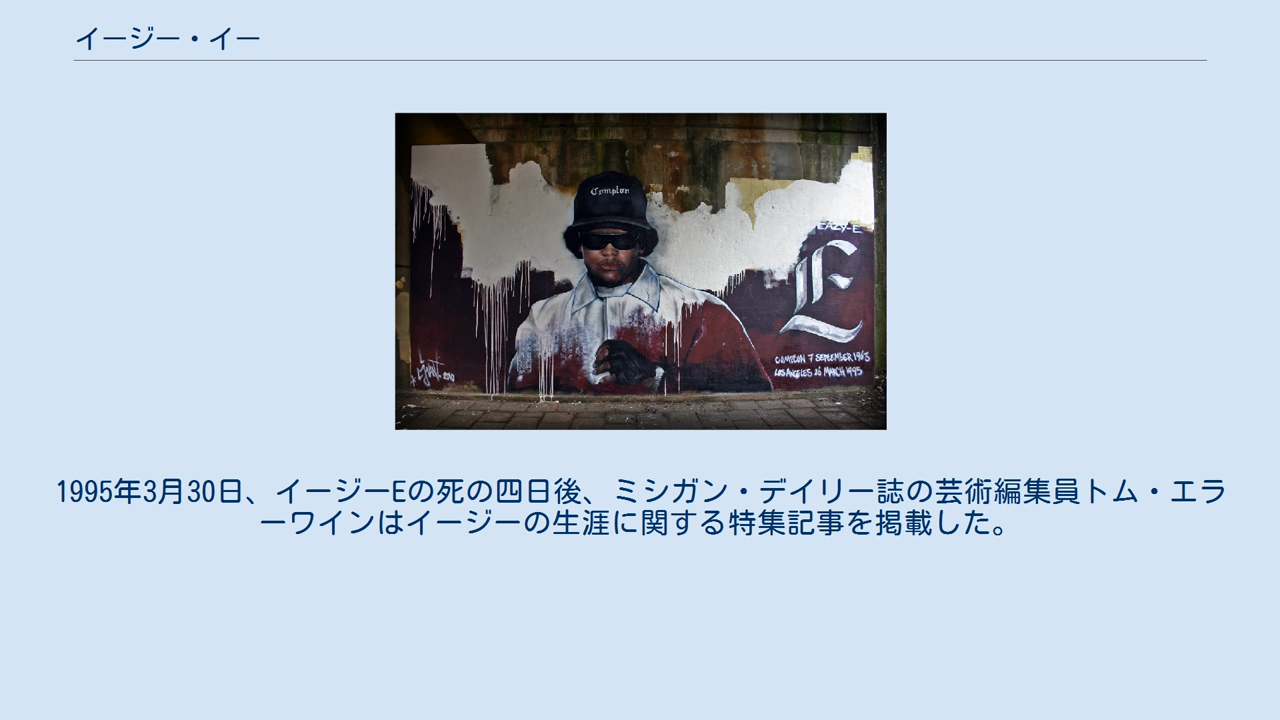 イージー・イー
Compton
EAZY-E
E
COMPTON 7 SEPTEMBER 1963
LOS ANGELES 26 MARCH 1995
1995年3月30日、イージーEの死の四日後、ミシガン・デイリー誌の芸術編集員トム・エラ
ーワインはイージーの生涯に関する特集記事を掲載した。